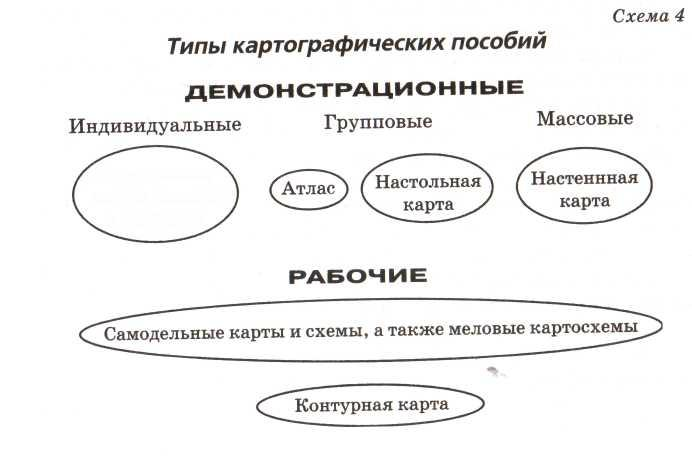 Схема 4
Типы картографических пособий
ДЕМОНСТРАЦИОННЫЕ
Индивидуальные Групповые Массовые
Атлас Настольная карта Настеннная карта
РАБОЧИЕ
Самодельные карты и схемы, а также меловые картосхемы
Контурная карта